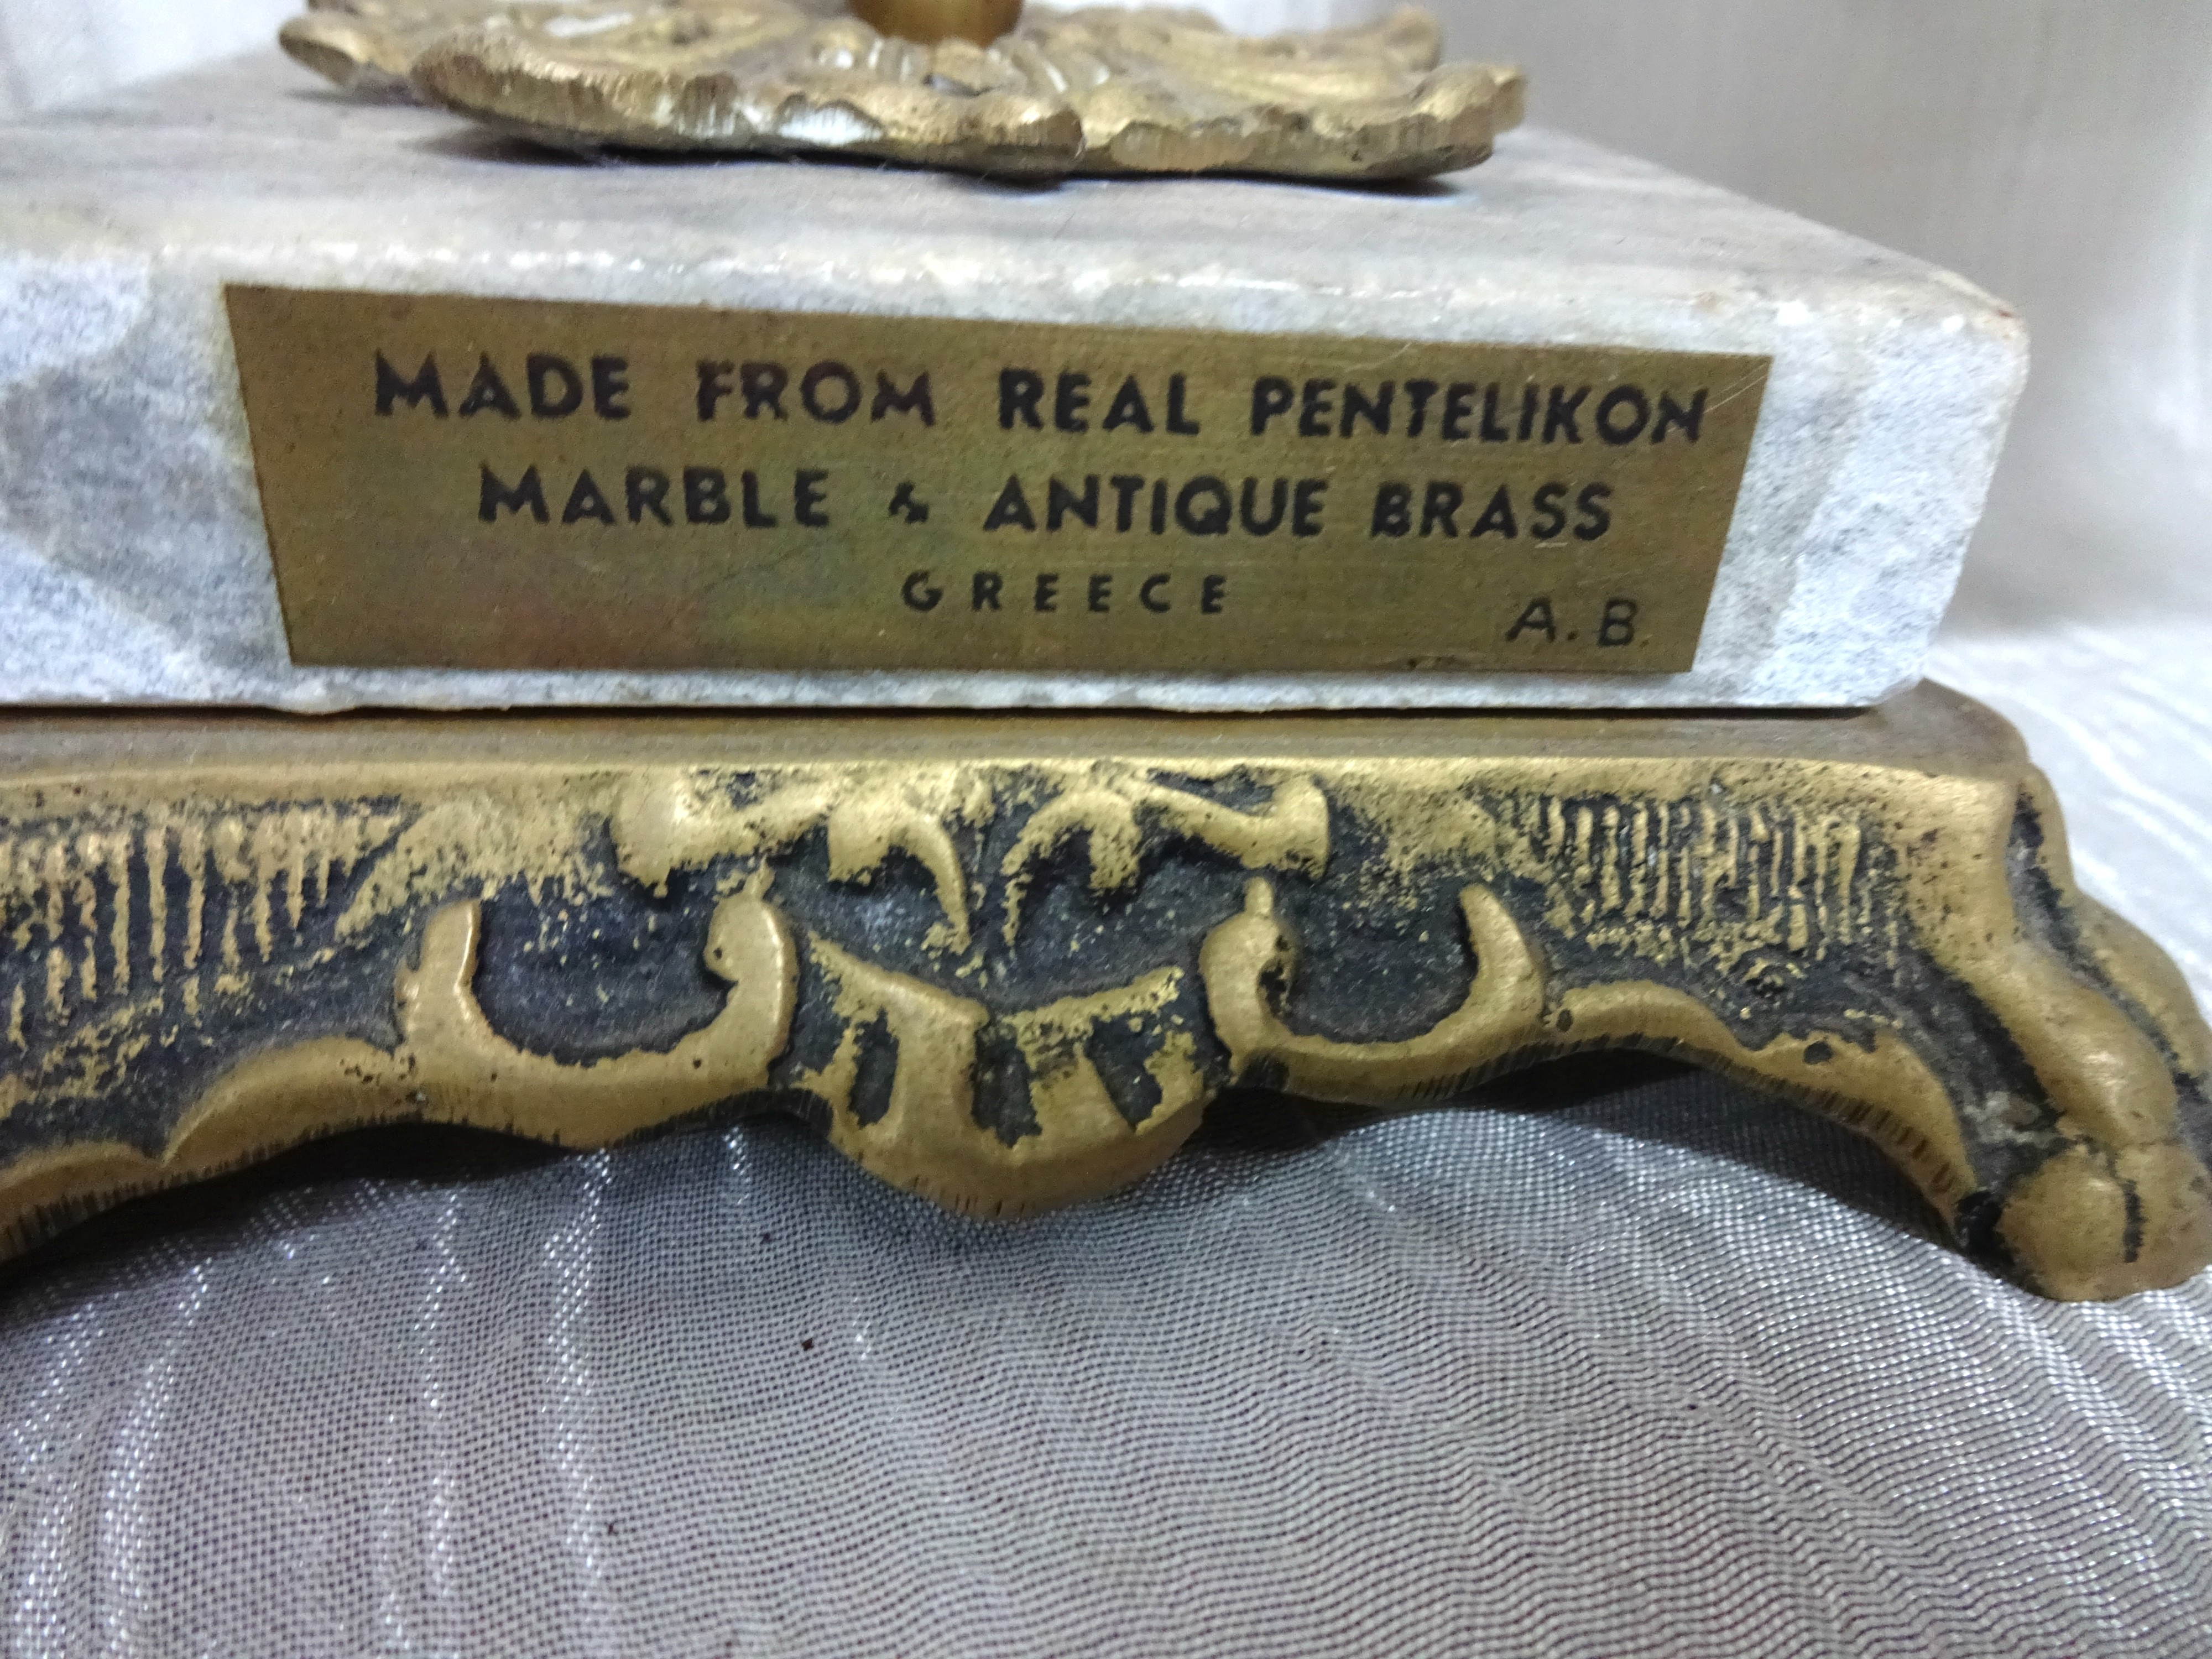 MADE FROM REAL PENTELIKON
MARBLE & ANTIQUE BRASS
GREECE
A.B.